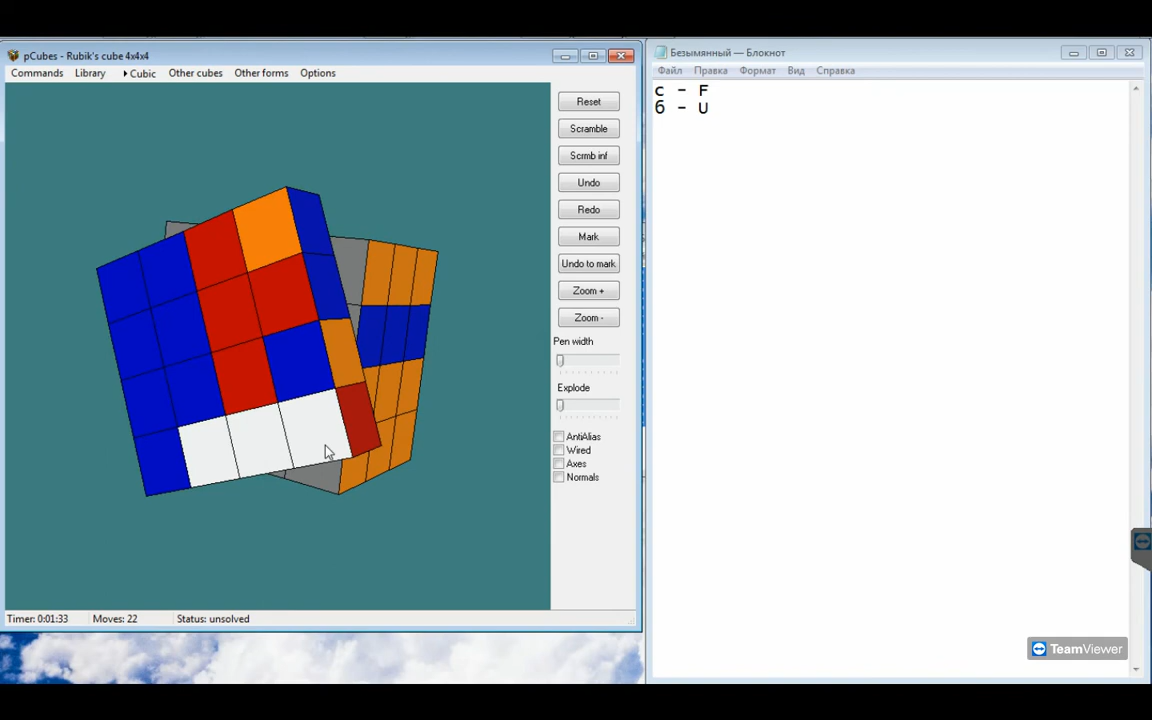 pCubes - Rubik's cube 4x4x4
Commands Library Cubic Other cubes Other forms Options
Reset
Scramble
Scrmb inf
Undo
Redo
Mark
Undo to mark
Zoom +
Zoom -
Pen width
Explode
AntiAlias
Wired
Axes
Normals
Timer: 0:01:33 Moves: 22 Status: unsolved
Безымянный — Блокнот
Файл Правка Формат Вид Справка
с - F
б - U
TeamViewer